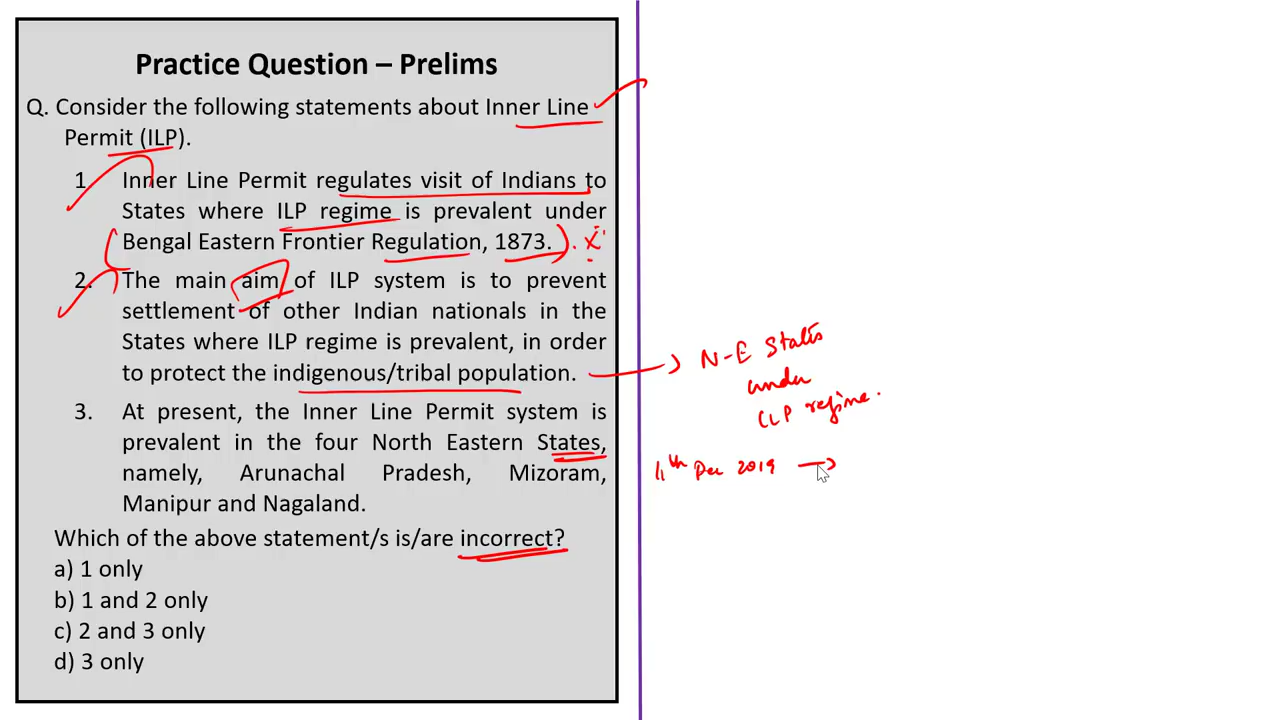 Practice Question – Prelims
Q. Consider the following statements about Inner Line
Permit (ILP).
1 Inner Line Permit regulates visit of Indians to
States where ILP regime is prevalent under
Bengal Eastern Frontier Regulation, 1873. . x
2. The main aim of ILP system is to prevent
settlement of other Indian nationals in the
States where ILP regime is prevalent, in order
to protect the indigenous/tribal population.
3. At present, the Inner Line Permit system is
prevalent in the four North Eastern States,
namely, Arunachal Pradesh, Mizoram,
Manipur and Nagaland.
Which of the above statement/s is/are incorrect?
a) 1 only
b) 1 and 2 only
c) 2 and 3 only
d) 3 only
N-E States
under
ILP regime.
11th Dec 2019 →